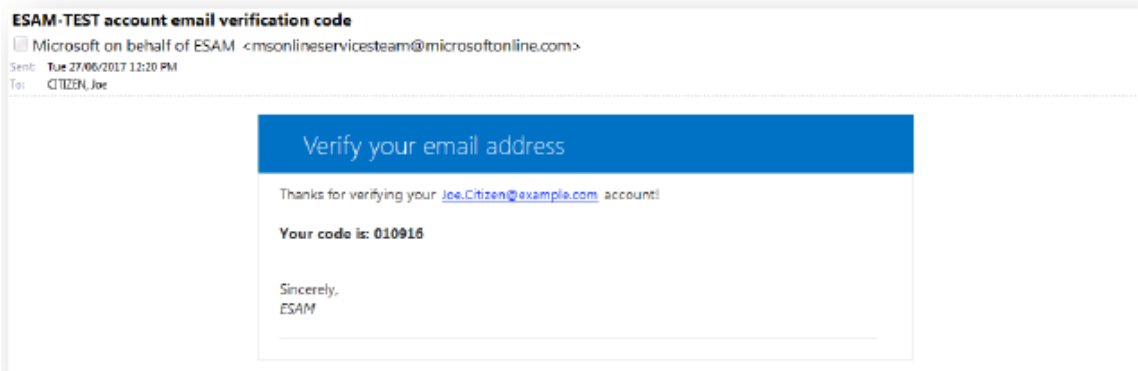 ESAM-TEST account email verification code
Microsoft on behalf of ESAM <msonlineservicesteam@microsoftonline.com>
Sent: Tue 27/06/2017 12:20 PM
To: CITIZEN, Joe
Verify your email address
Thanks for verifying your Joe.Citizen@example.com account!
Your code is: 010916
Sincerely,
ESAM